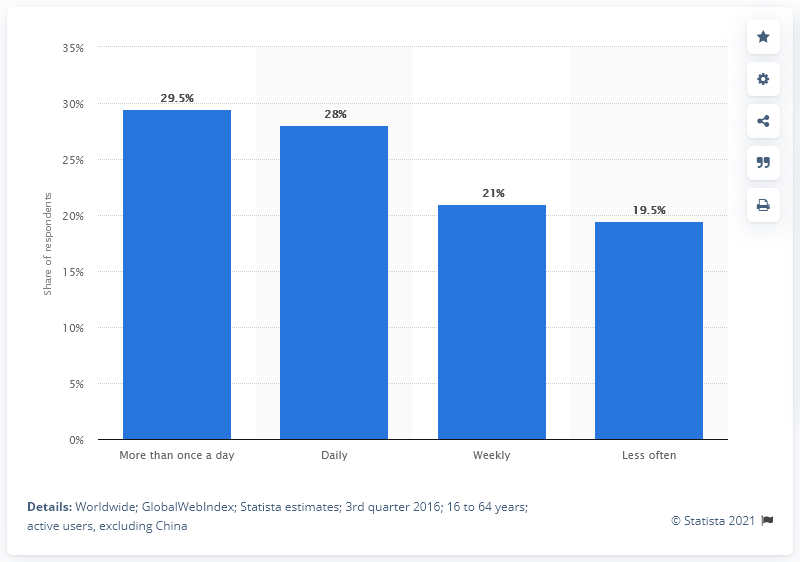 35%
30%
25%
20%
15%
10%
5%
0%
Share of respondents
29.5%
28%
21%
19.5%
More than once a day
Daily
Weekly
Less often
Details: Worldwide; GlobalWebIndex; Statista estimates; 3rd quarter 2016; 16 to 64 years;
active users, excluding China
© Statista 2021